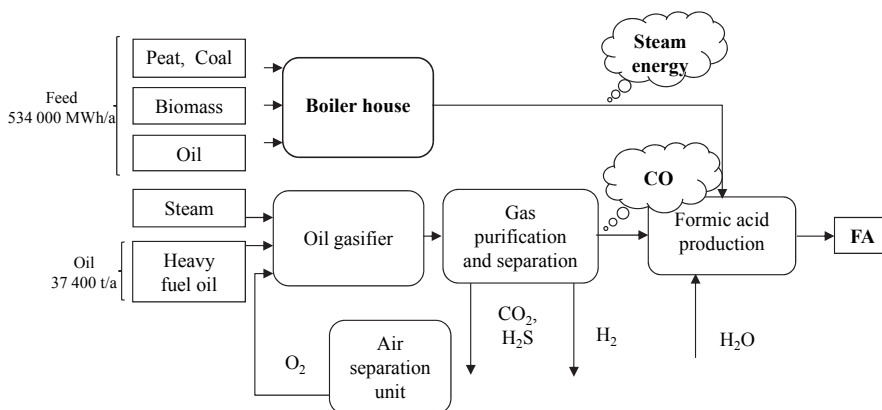 Feed
534 000 MWh/a
Peat, Coal
Biomass
Oil
Boiler house
Steam
energy
Steam
Oil
37 400 t/a
Heavy
fuel oil
Oil gasifier
Gas
purification
and separation
CO
Formic acid
production
FA
O₂
Air
separation
unit
CO₂,
H₂S
H₂
H₂O